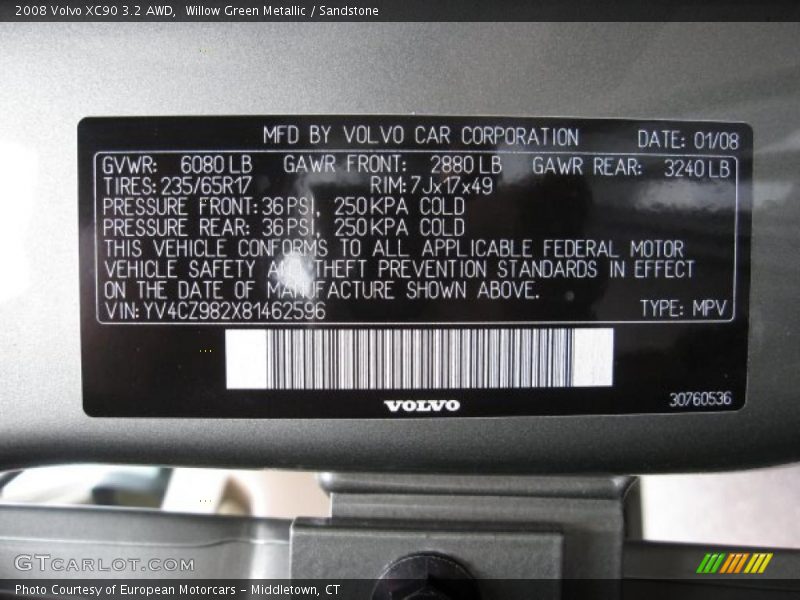 2008 Volvo XC90 3.2 AWD, Willow Green Metallic / Sandstone
MFD BY VOLVO CAR CORPORATION DATE: 01/08
GVWR: 6080 LB GAWR FRONT: 2880 LB GAWR REAR: 3240 LB
TIRES: 235/65R17 RIM: 7Jx17x49
PRESSURE FRONT: 36 PSI, 250 KPA COLD
PRESSURE REAR: 36 PSI, 250 KPA COLD
THIS VEHICLE CONFORMS TO ALL APPLICABLE FEDERAL MOTOR
VEHICLE SAFETY AND THEFT PREVENTION STANDARDS IN EFFECT
ON THE DATE OF MANUFACTURE SHOWN ABOVE.
VIN: YV4CZ982X81462596 TYPE: MPV
VOLVO
30760536
GTCARLOT.COM
Photo Courtesy of European Motorcars - Middletown, CT